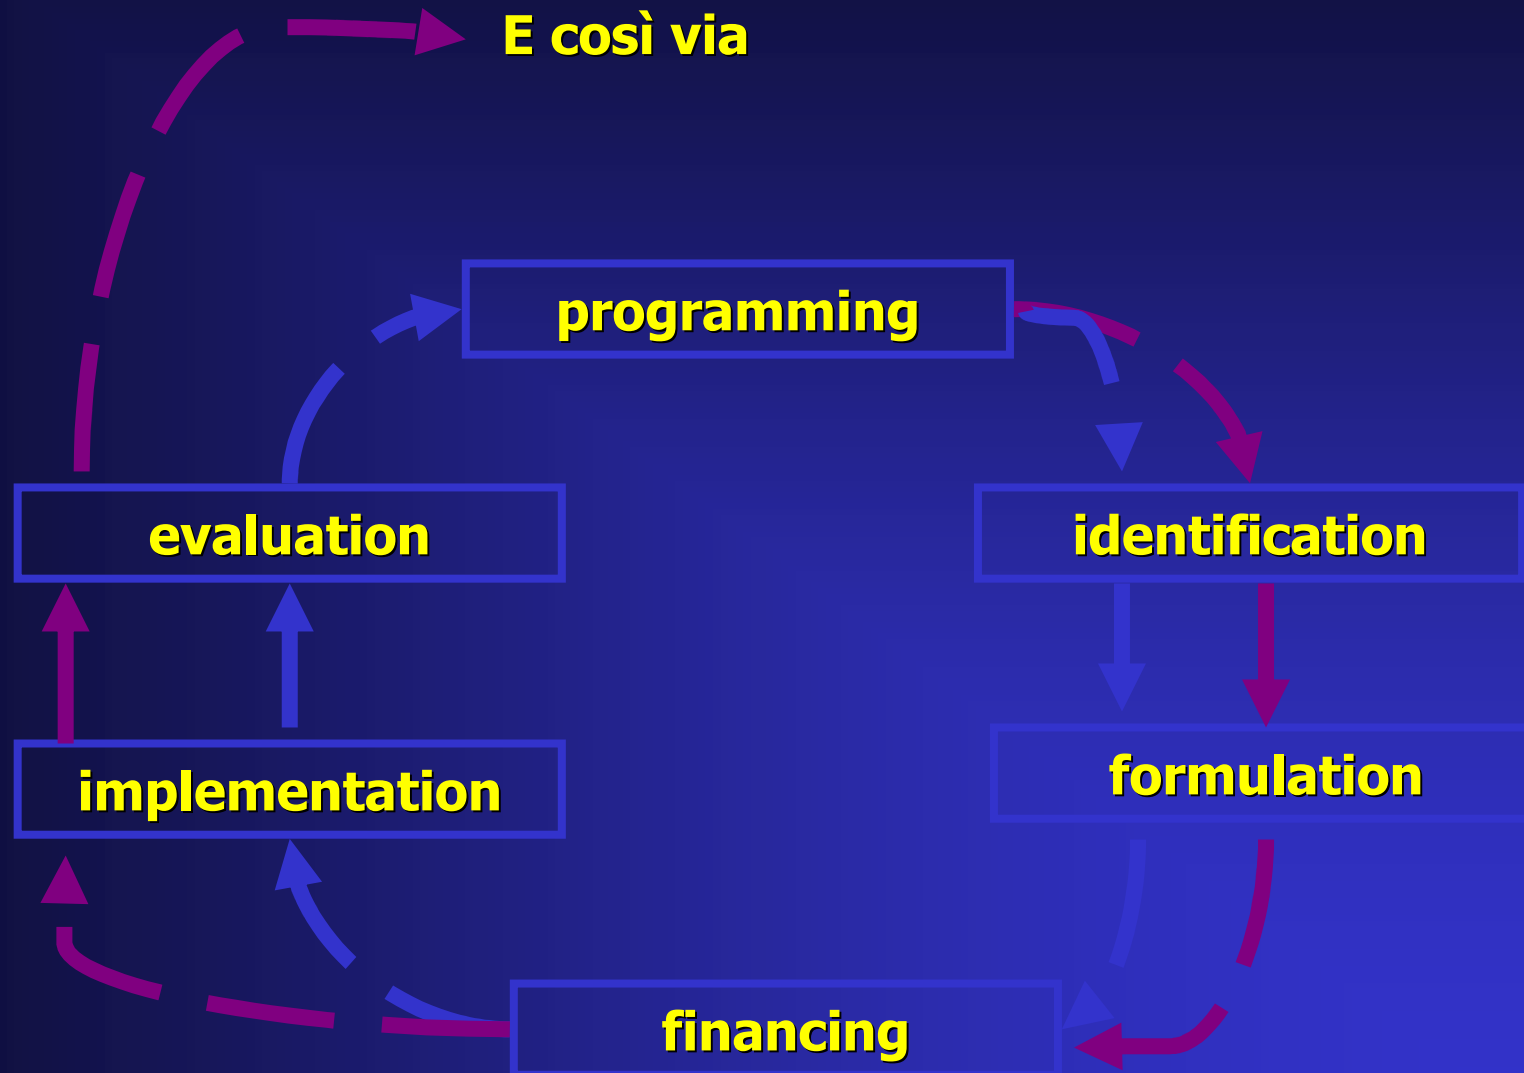 E così via
programming
evaluation
identification
implementation
formulation
financing